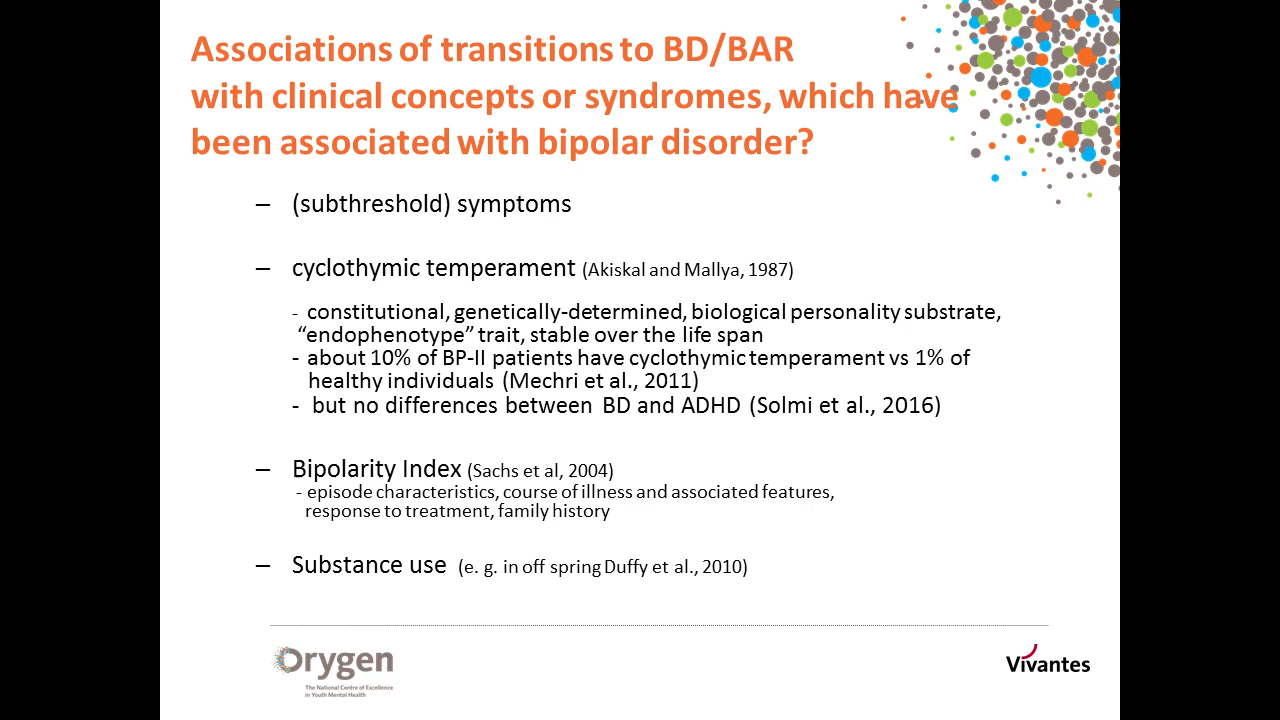 Associations of transitions to BD/BAR
with clinical concepts or syndromes, which have
been associated with bipolar disorder?
– (subthreshold) symptoms
– cyclothymic temperament (Akiskal and Mallya, 1987)
- constitutional, genetically-determined, biological personality substrate,
“endophenotype” trait, stable over the life span
- about 10% of BP-II patients have cyclothymic temperament vs 1% of
healthy individuals (Mechri et al., 2011)
- but no differences between BD and ADHD (Solmi et al., 2016)
– Bipolarity Index (Sachs et al, 2004)
- episode characteristics, course of illness and associated features,
response to treatment, family history
– Substance use (e. g. in off spring Duffy et al., 2010)
Orygen
The National Centre of Excellence
in Youth Mental Health
Vivantes